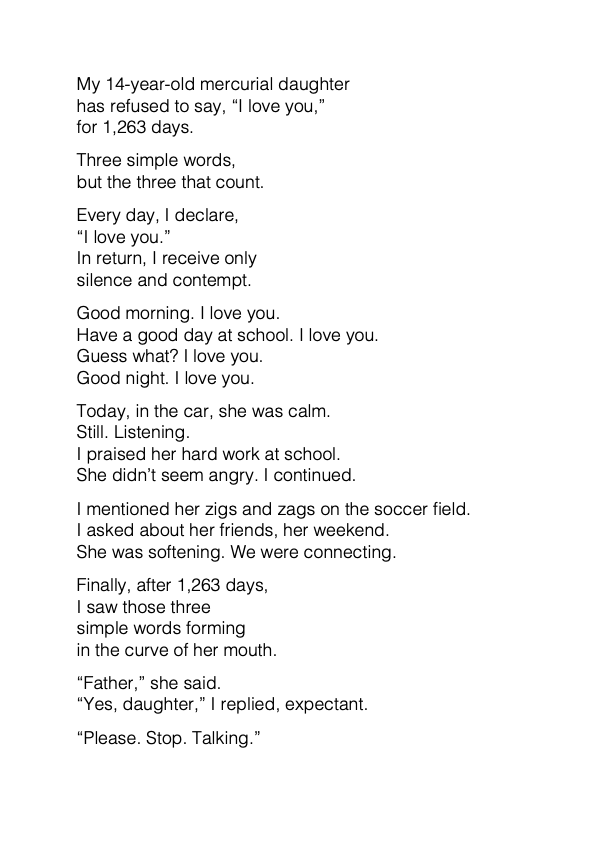 My 14-year-old mercurial daughter
has refused to say, “I love you,”
for 1,263 days.
Three simple words,
but the three that count.
Every day, I declare,
“I love you.”
In return, I receive only
silence and contempt.
Good morning. I love you.
Have a good day at school. I love you.
Guess what? I love you.
Good night. I love you.
Today, in the car, she was calm.
Still. Listening.
I praised her hard work at school.
She didn’t seem angry. I continued.
I mentioned her zigs and zags on the soccer field.
I asked about her friends, her weekend.
She was softening. We were connecting.
Finally, after 1,263 days,
I saw those three
simple words forming
in the curve of her mouth.
“Father,” she said.
“Yes, daughter,” I replied, expectant.
“Please. Stop. Talking.”